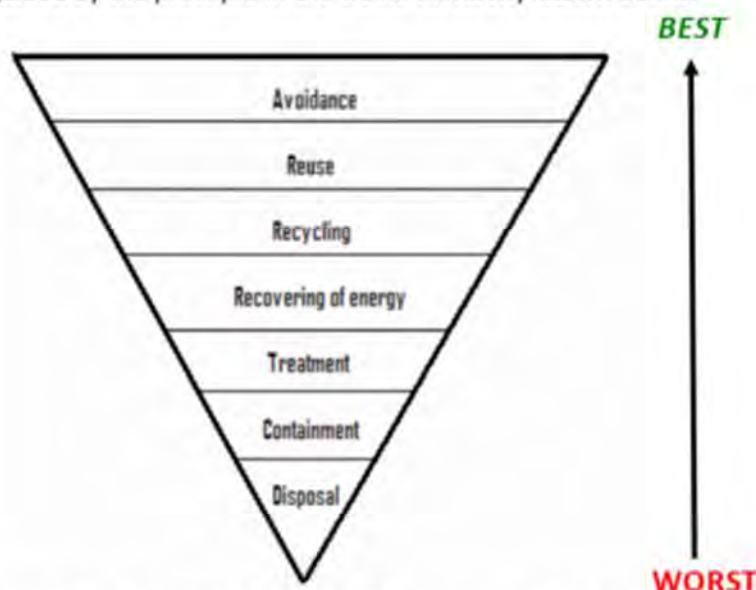 BEST
Avoidance
Reuse
Recycling
Recovering of energy
Treatment
Containment
Disposal
WORST